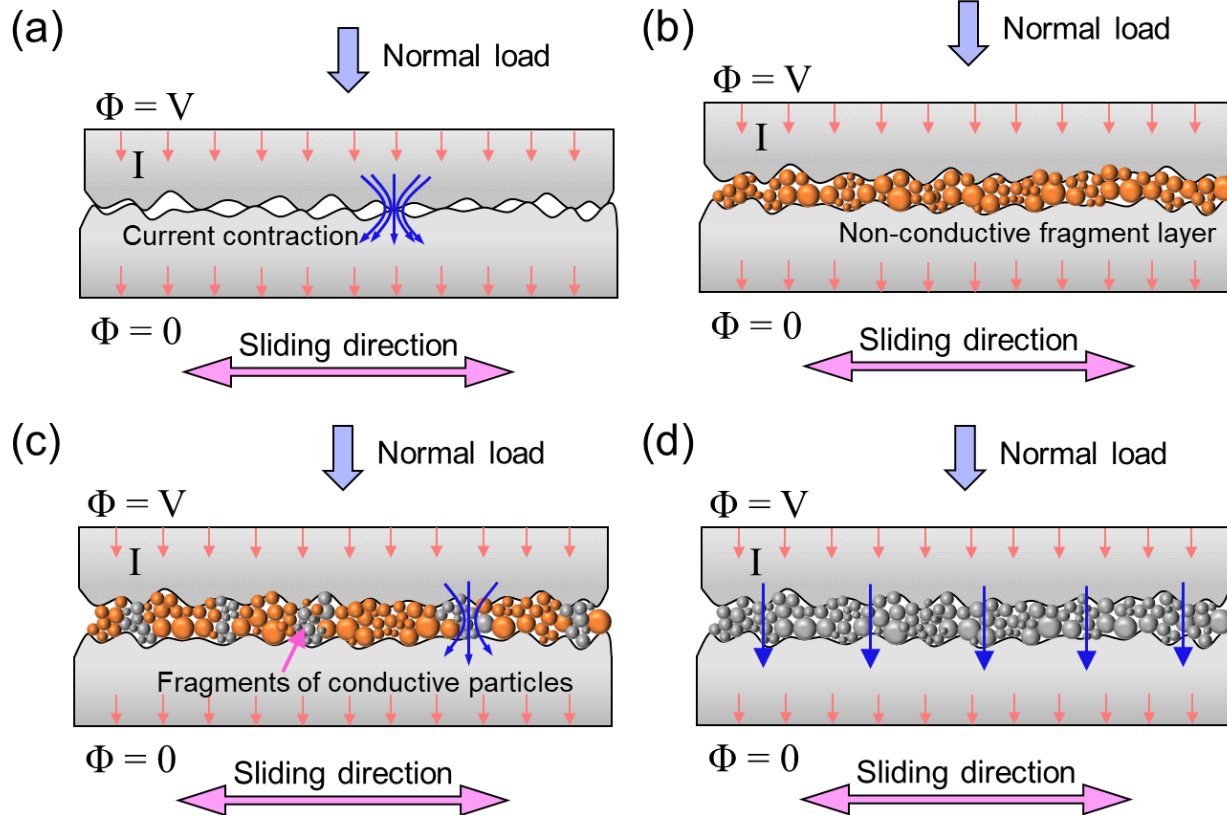 (a)
Normal load
Φ = V
I
Current contraction
Φ = 0
Sliding direction
(b)
Normal load
Φ = V
I
Non-conductive fragment layer
Φ = 0
Sliding direction
(c)
Normal load
Φ = V
I
Fragments of conductive particles
Φ = 0
Sliding direction
(d)
Normal load
Φ = V
I
Φ = 0
Sliding direction